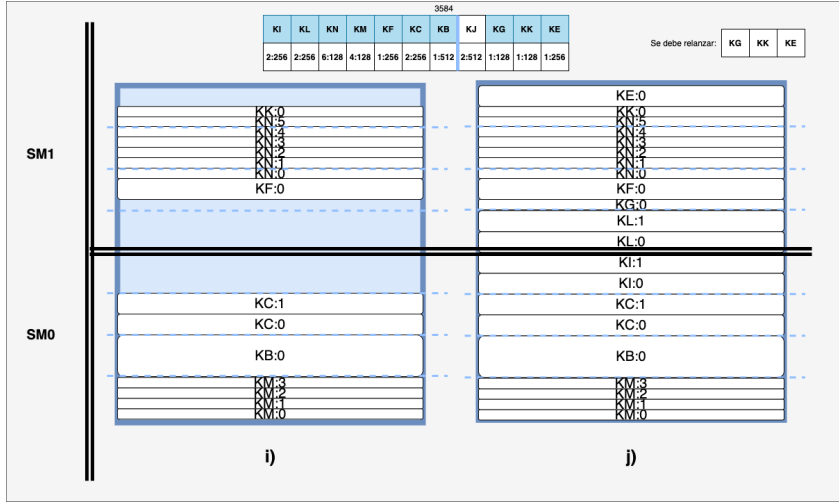 3584
KI KL KN KM KF KC KB KJ KG KK KE
2:256 2:256 6:128 4:128 1:256 2:256 1:512 2:512 1:128 1:128 1:256
Se debe relanzar: KG KK KE
SM1
SM0
KK:0
KN:5
KN:4
KN:3
KN:2
KN:1
KN:0
KF:0
KC:1
KC:0
KB:0
KM:3
KM:2
KM:1
KM:0
i)
KE:0
KK:0
KN:5
KN:4
KN:3
KN:2
KN:1
KN:0
KF:0
KG:0
KL:1
KL:0
KI:1
KI:0
KC:1
KC:0
KB:0
KM:3
KM:2
KM:1
KM:0
j)